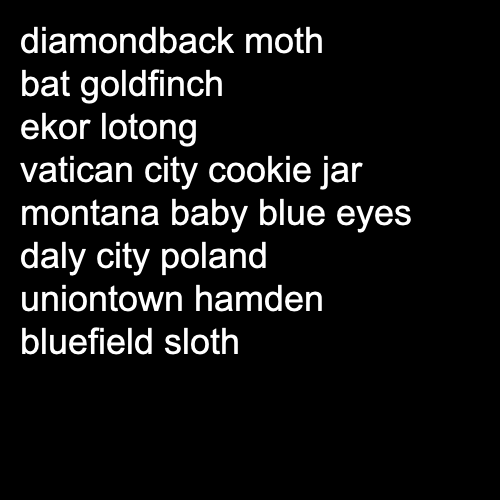 diamondback moth
bat goldfinch
ekor lotong
vatican city cookie jar
montana baby blue eyes
daly city poland
uniontown hamden
bluefield sloth